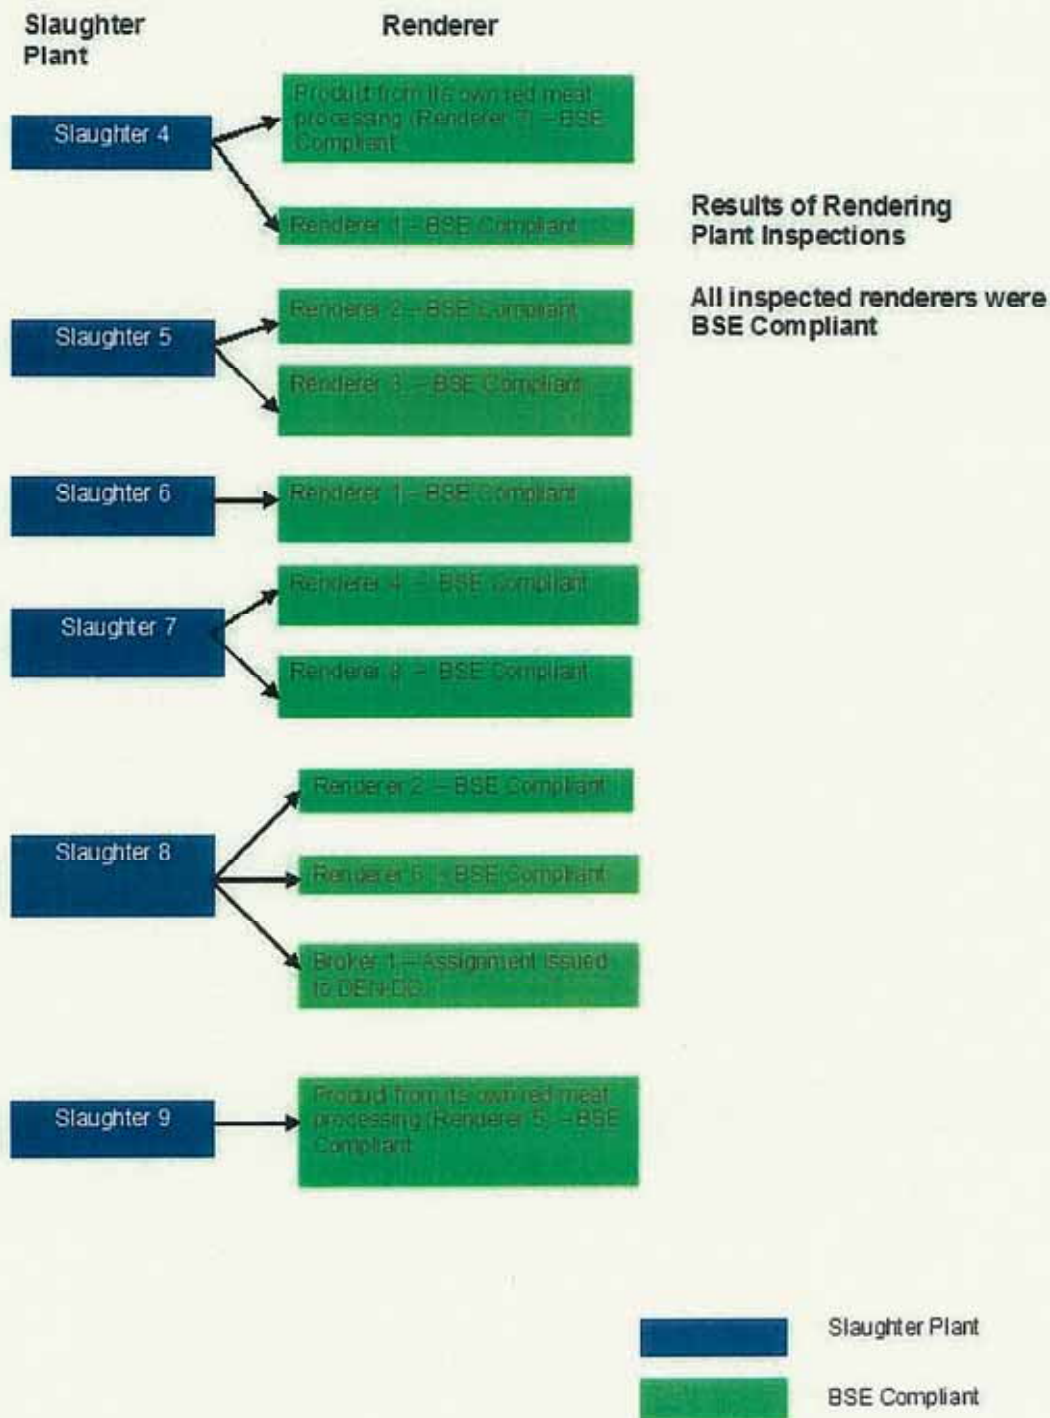 Slaughter
Plant
Renderer
Slaughter 4
Product from its own red meat
processing (Renderer 7) – BSE
Compliant
Renderer 1 – BSE Compliant
Results of Rendering
Plant Inspections
All inspected renderers were
BSE Compliant
Slaughter 5
Renderer 2 – BSE Compliant
Renderer 3 – BSE Compliant
Slaughter 6
Renderer 1 – BSE Compliant
Slaughter 7
Renderer 4 – BSE Compliant
Renderer – BSE Compliant
Slaughter 8
Renderer 2 – BSE Compliant
Renderer 6 – BSE Compliant
Broker 1 – Assignment issued
to DEN-DO
Slaughter 9
Product from its own red meat
processing (Renderer 5) – BSE
Compliant
Slaughter Plant
BSE Compliant